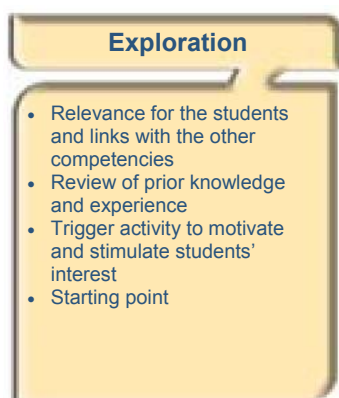 Exploration
• Relevance for the students
and links with the other
competencies
• Review of prior knowledge
and experience
• Trigger activity to motivate
and stimulate students'
interest
• Starting point